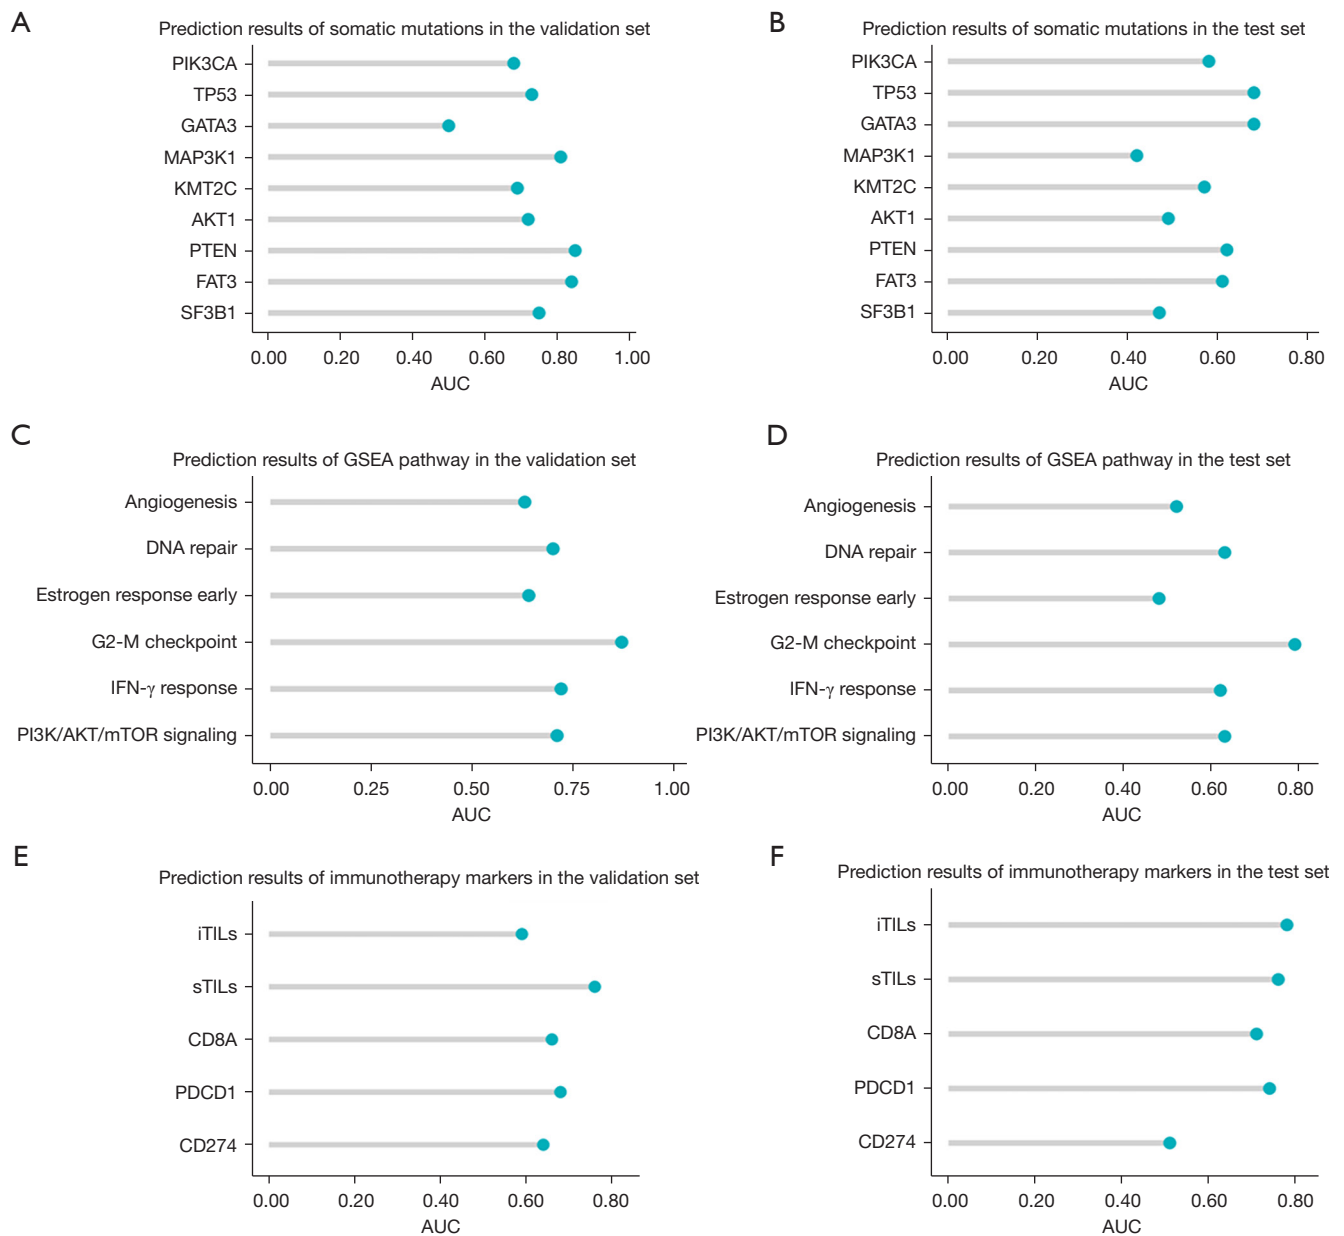 A
Prediction results of somatic mutations in the validation set
PIK3CA
TP53
GATA3
MAP3K1
KMT2C
AKT1
PTEN
FAT3
SF3B1
0.00 0.20 0.40 0.60 0.80 1.00
AUC
B
Prediction results of somatic mutations in the test set
PIK3CA
TP53
GATA3
MAP3K1
KMT2C
AKT1
PTEN
FAT3
SF3B1
0.00 0.20 0.40 0.60 0.80
AUC
C
Prediction results of GSEA pathway in the validation set
Angiogenesis
DNA repair
Estrogen response early
G2-M checkpoint
IFN-γ response
PI3K/AKT/mTOR signaling
0.00 0.25 0.50 0.75 1.00
AUC
D
Prediction results of GSEA pathway in the test set
Angiogenesis
DNA repair
Estrogen response early
G2-M checkpoint
IFN-γ response
PI3K/AKT/mTOR signaling
0.00 0.20 0.40 0.60 0.80
AUC
E
Prediction results of immunotherapy markers in the validation set
iTILs
sTILs
CD8A
PDCD1
CD274
0.00 0.20 0.40 0.60 0.80
AUC
F
Prediction results of immunotherapy markers in the test set
iTILs
sTILs
CD8A
PDCD1
CD274
0.00 0.20 0.40 0.60 0.80
AUC